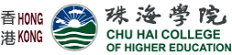 香港 HONG KONG
珠海學院
CHU HAI COLLEGE
OF HIGHER EDUCATION